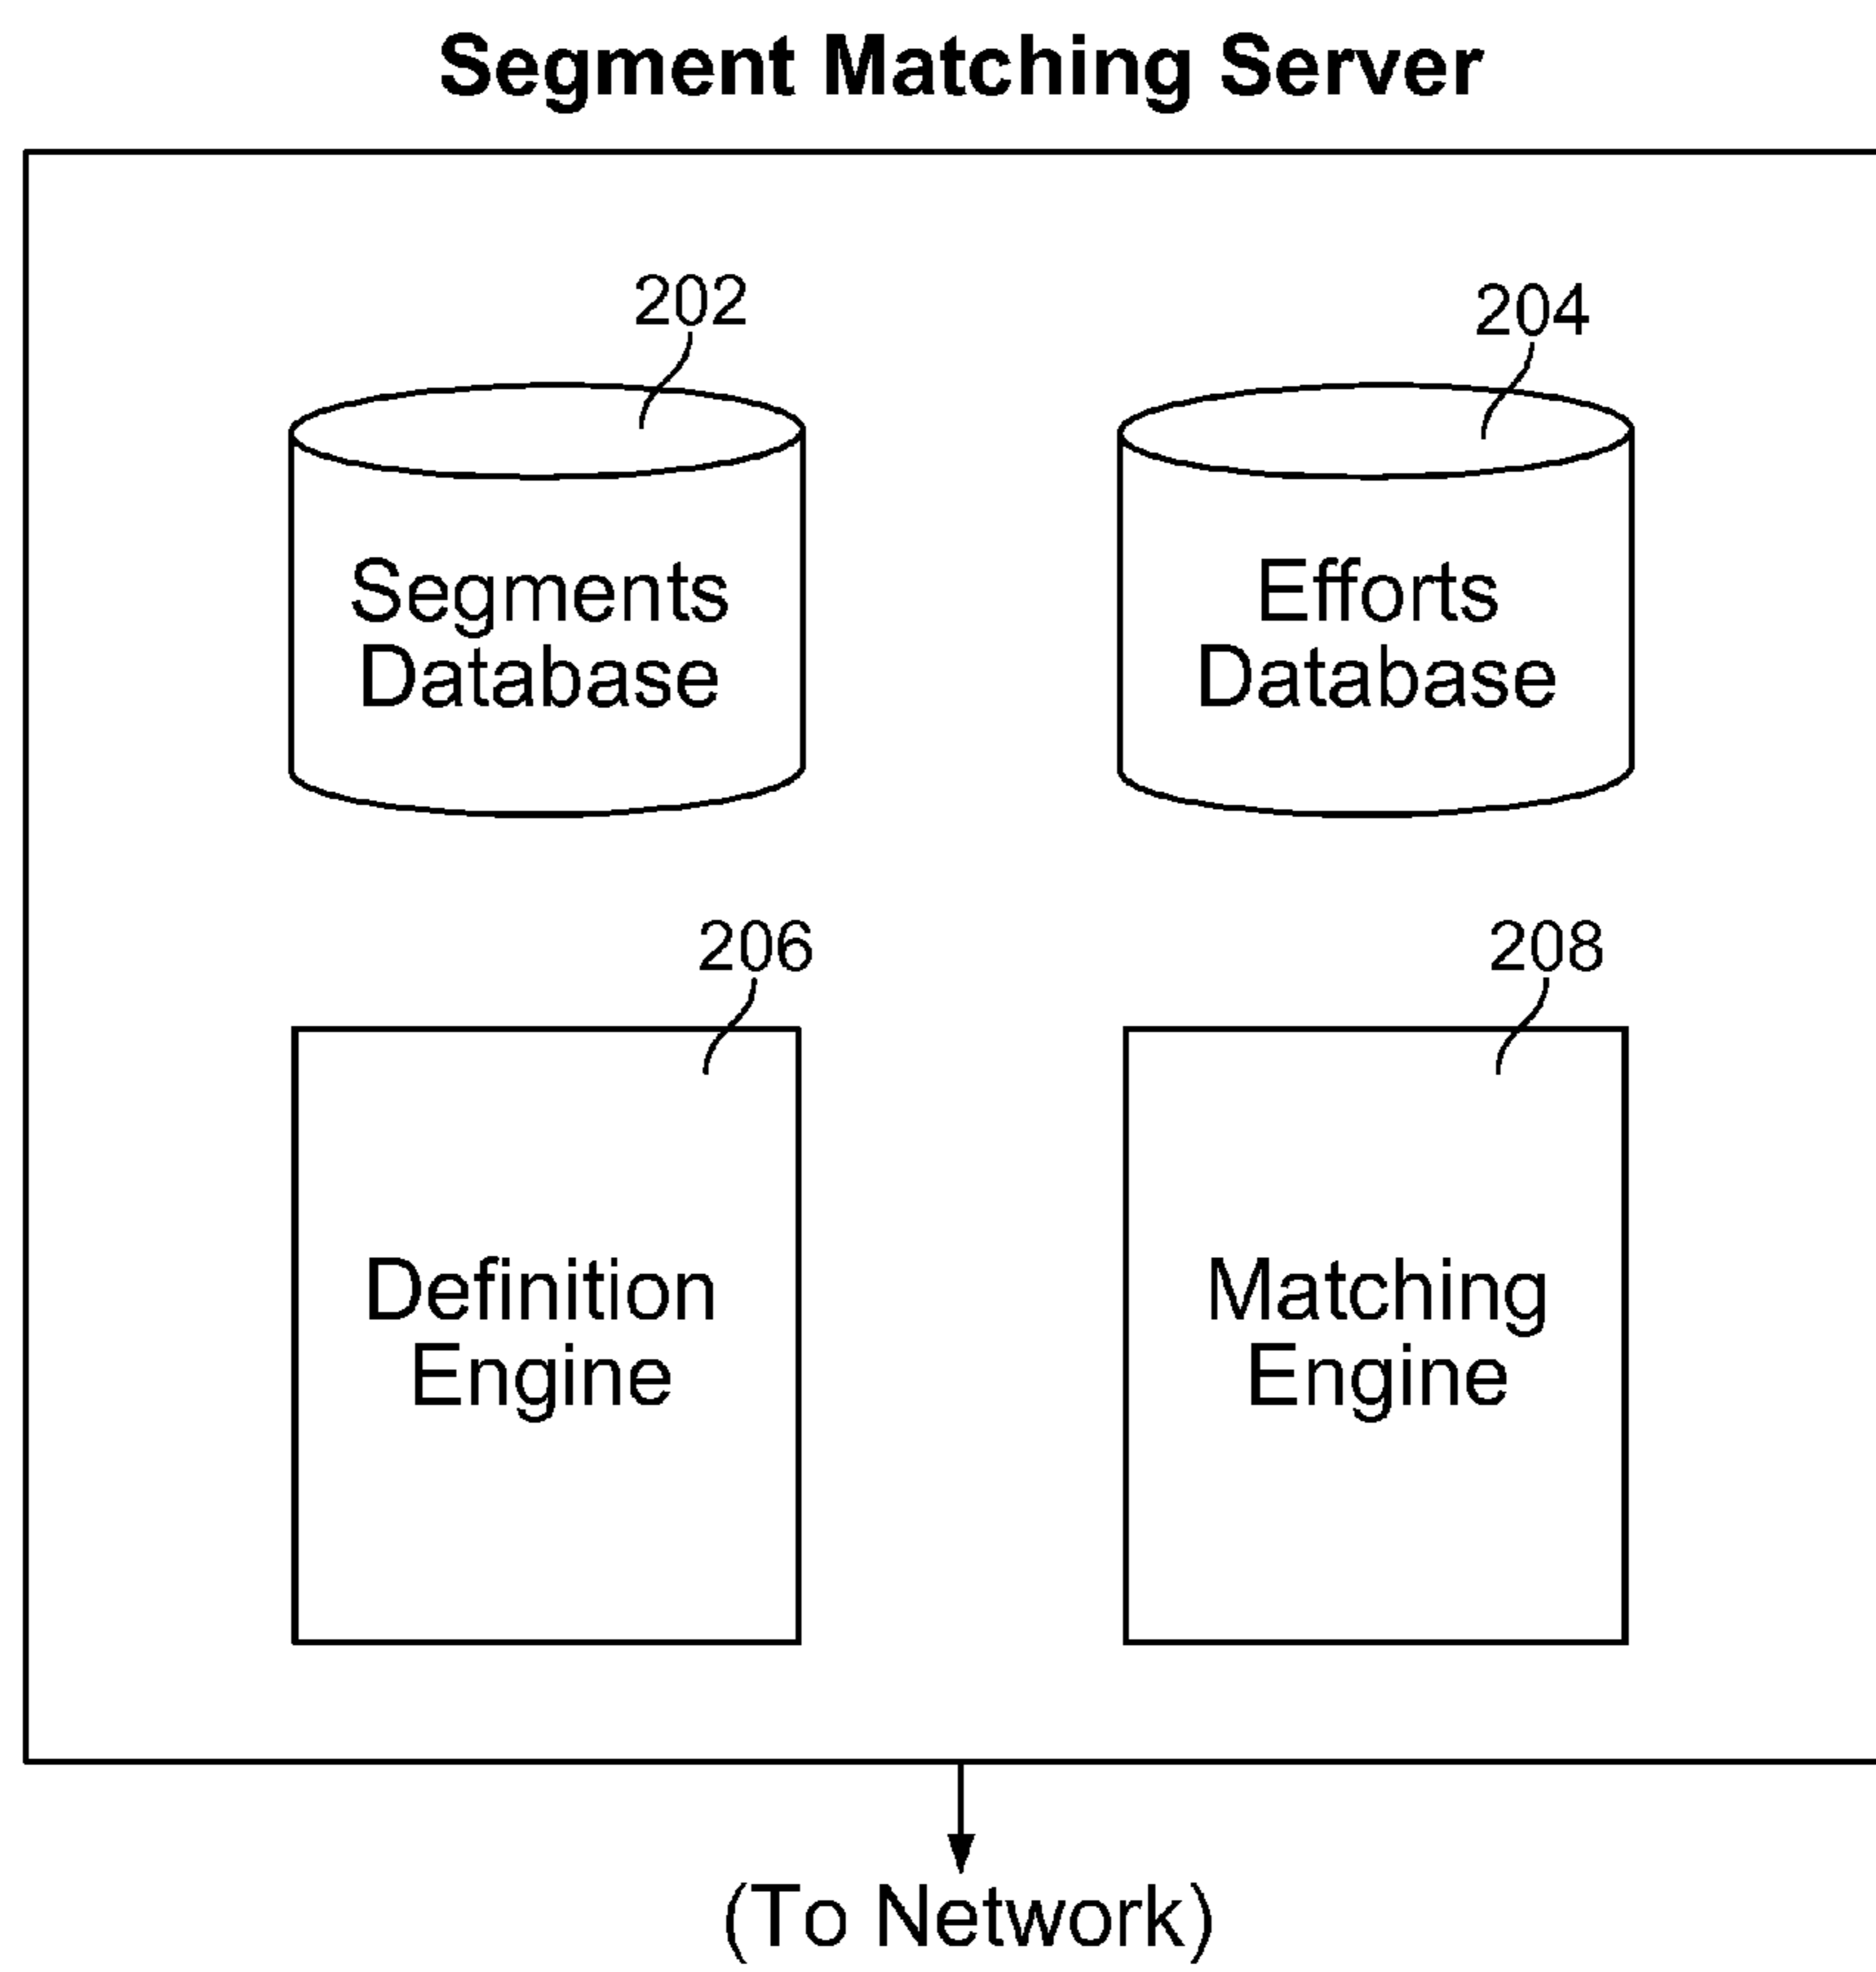 Segment Matching Server
202
204
Segments
Database
Efforts
Database
206
208
Definition
Engine
Matching
Engine
(To Network)